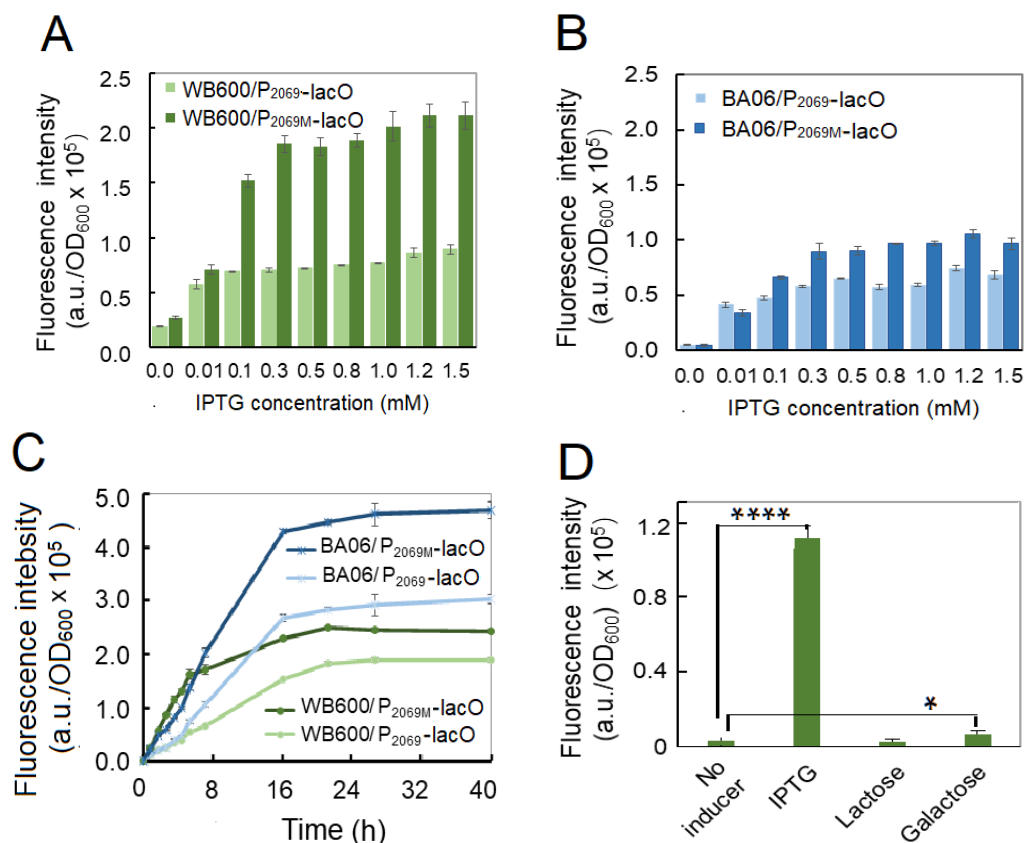 A
Fluorescence intensity
(a.u./OD600 x 10⁵)
2.5
2.0
1.5
1.0
0.5
0.0
WB600/P2069-lacO
WB600/P2069M-lacO
0.0 0.01 0.1 0.3 0.5 0.8 1.0 1.2 1.5
IPTG concentration (mM)
B
Fluorescence intensity
(a.u./OD600 x 10⁵)
2.5
2.0
1.5
1.0
0.5
0.0
BA06/P2069-lacO
BA06/P2069M-lacO
0.0 0.01 0.1 0.3 0.5 0.8 1.0 1.2 1.5
IPTG concentration (mM)
C
Fluorescence intebsity
(a.u./OD600 x 10⁵)
5.0
4.0
3.0
2.0
1.0
0.0
BA06/P2069M-lacO
BA06/P2069-lacO
WB600/P2069M-lacO
WB600/P2069-lacO
0 8 16 24 32 40
Time (h)
D
Fluorescence intensity
(a.u./OD600) (x 10⁵)
1.2
0.8
0.4
0
****
*
No
inducer
IPTG
Lactose
Galactose